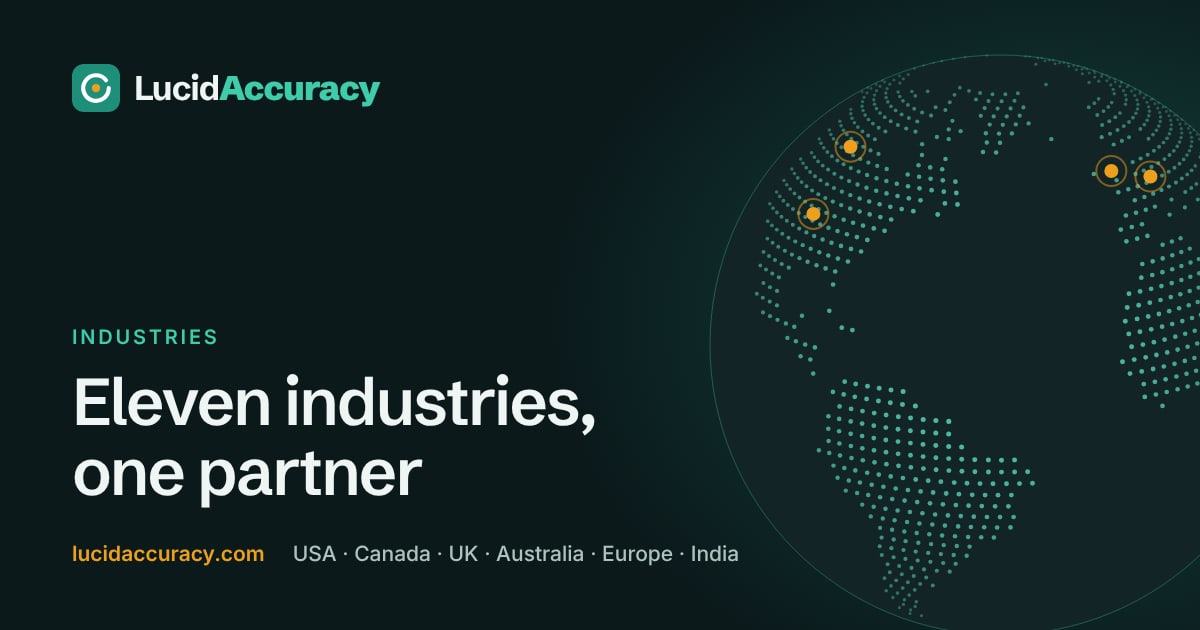 LucidAccuracy
INDUSTRIES
Eleven industries,
one partner
lucidaccuracy.com USA · Canada · UK · Australia · Europe · India